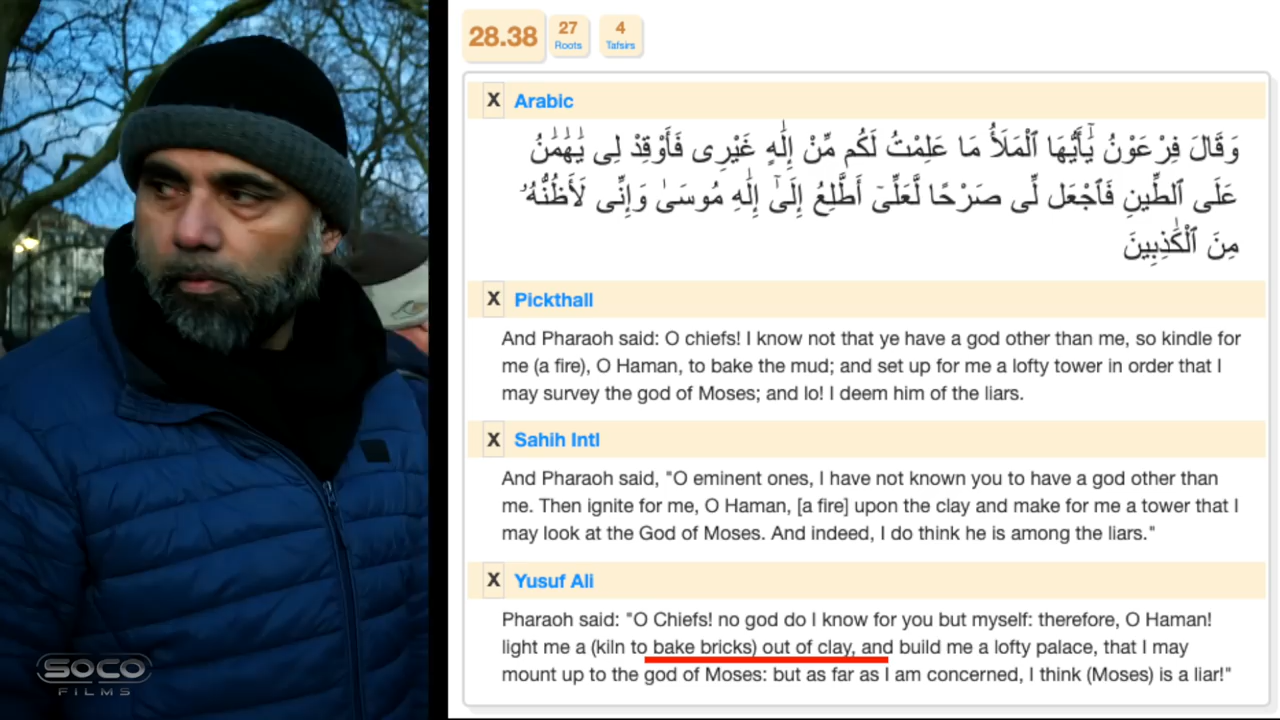 28.38
27
Roots
4
Tafsirs
X Arabic
وَقَالَ فِرْعَوْنُ يَٰٓأَيُّهَا ٱلْمَلَأُ مَا عَلِمْتُ لَكُم مِّنْ إِلَٰهٍ غَيْرِى فَأَوْقِدْ لِى يَٰهَٰمَٰنُ
عَلَى ٱلطِّينِ فَٱجْعَل لِّى صَرْحًا لَّعَلِّىٓ أَطَّلِعُ إِلَىٰٓ إِلَٰهِ مُوسَىٰ وَإِنِّى لَأَظُنُّهُۥ
مِنَ ٱلْكَٰذِبِينَ
X Pickthall
And Pharaoh said: O chiefs! I know not that ye have a god other than me, so kindle for
me (a fire), O Haman, to bake the mud; and set up for me a lofty tower in order that I
may survey the god of Moses; and lo! I deem him of the liars.
X Sahih Intl
And Pharaoh said, "O eminent ones, I have not known you to have a god other than
me. Then ignite for me, O Haman, [a fire] upon the clay and make for me a tower that I
may look at the God of Moses. And indeed, I do think he is among the liars."
X Yusuf Ali
Pharaoh said: "O Chiefs! no god do I know for you but myself: therefore, O Haman!
light me a (kiln to bake bricks) out of clay, and build me a lofty palace, that I may
mount up to the god of Moses: but as far as I am concerned, I think (Moses) is a liar!"
SOCO
FILMS